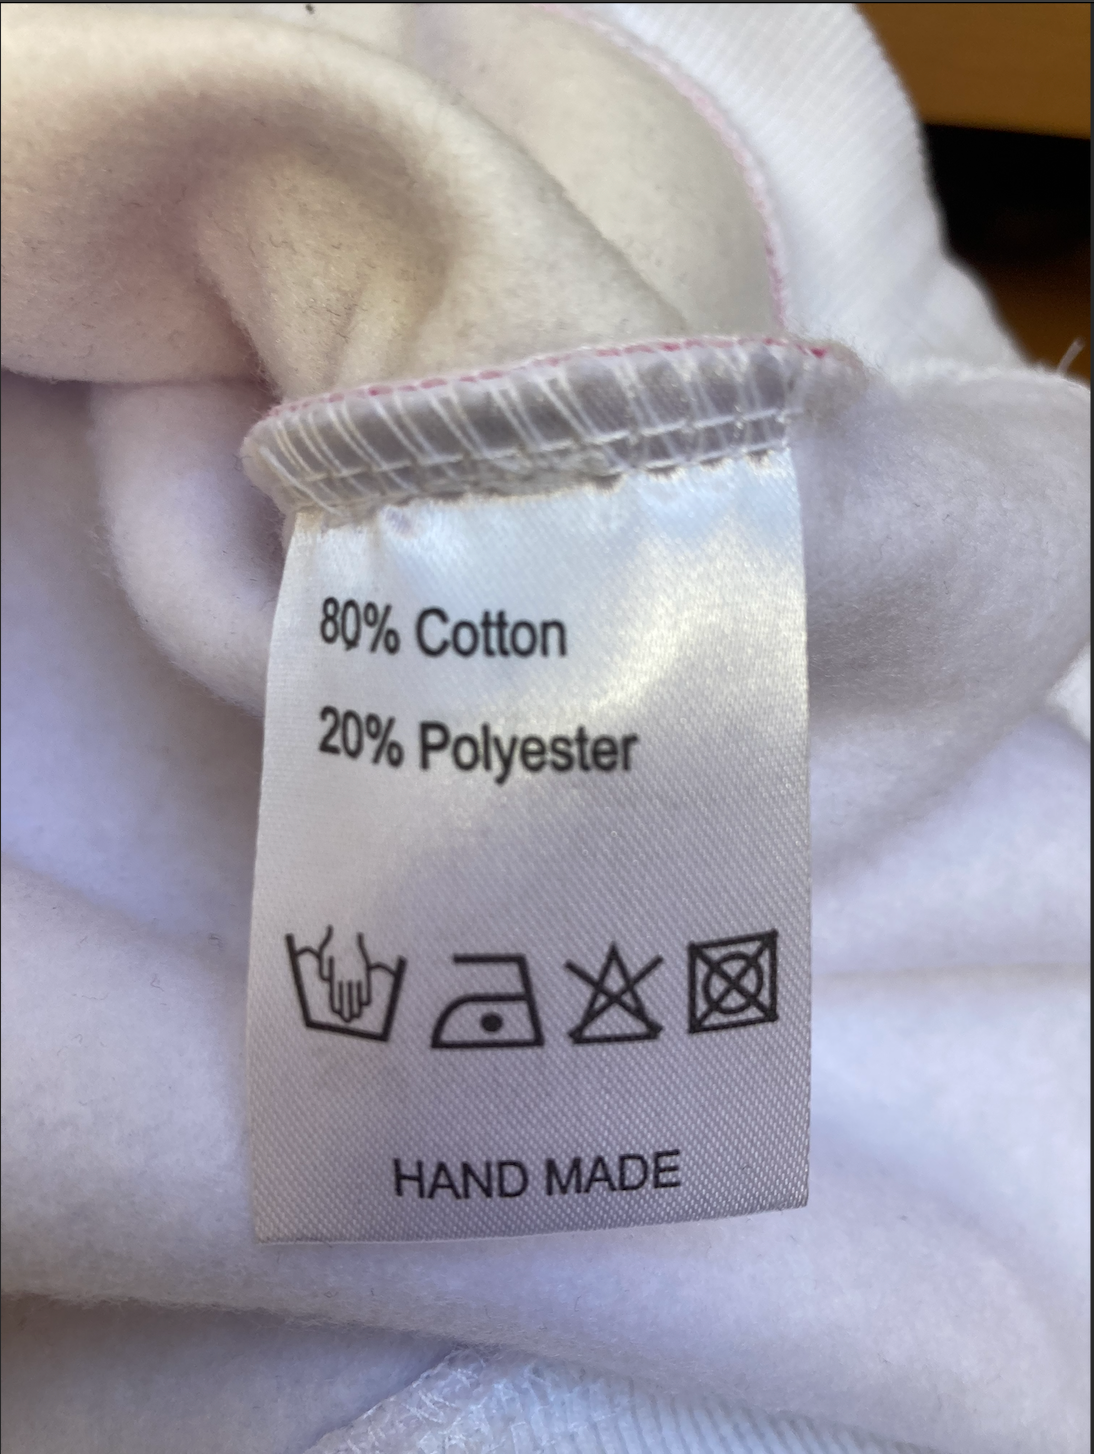 80% Cotton
20% Polyester
HAND MADE